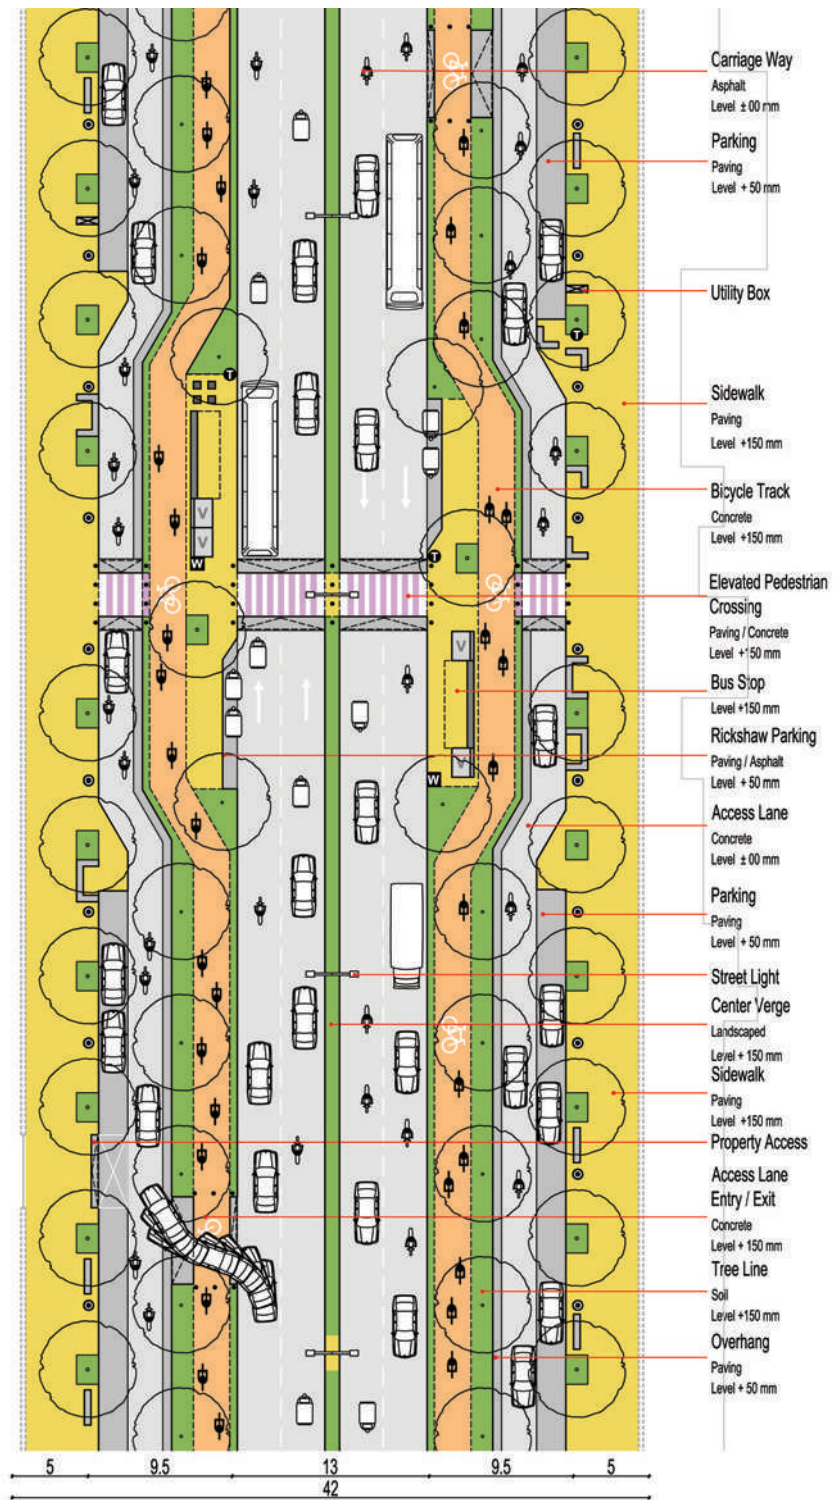 Carriage Way
Asphalt
Level ± 00 mm
Parking
Paving
Level + 50 mm
Utility Box
Sidewalk
Paving
Level +150 mm
Bicycle Track
Concrete
Level +150 mm
Elevated Pedestrian
Crossing
Paving / Concrete
Level +150 mm
Bus Stop
Level +150 mm
Rickshaw Parking
Paving / Asphalt
Level + 50 mm
Access Lane
Concrete
Level ± 00 mm
Parking
Paving
Level + 50 mm
Street Light
Center Verge
Landscaped
Level + 150 mm
Sidewalk
Paving
Level +150 mm
Property Access
Access Lane
Entry / Exit
Concrete
Level + 150 mm
Tree Line
Soil
Level +150 mm
Overhang
Paving
Level + 50 mm
T
T
V
V
W
T
V
V
W
5 9.5 13 9.5 5
42